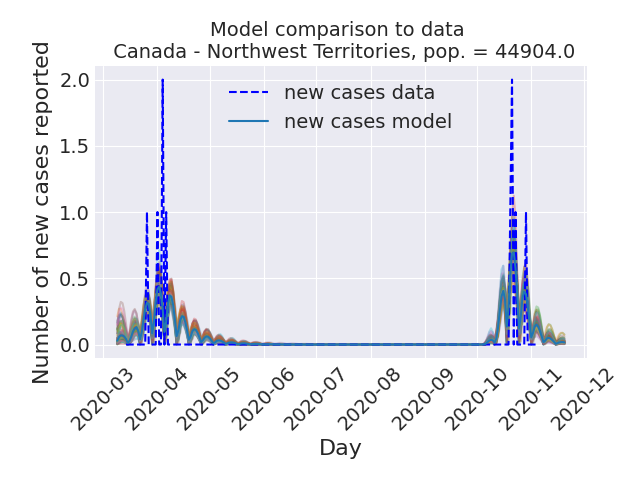 Model comparison to data
Canada - Northwest Territories, pop. = 44904.0
new cases data
new cases model
Number of new cases reported
2.0
1.5
1.0
0.5
0.0
2020-03
2020-04
2020-05
2020-06
2020-07
2020-08
2020-09
2020-10
2020-11
2020-12
Day